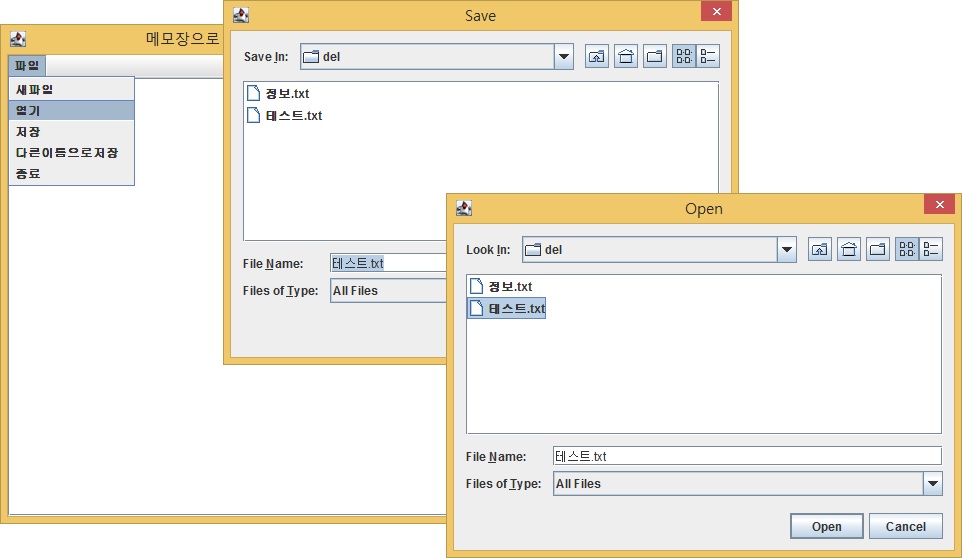 메모장으로
파일
새파일
열기
저장
다른이름으로저장
종료
Save
Save In:
del
정보.txt
테스트.txt
File Name:
테스트.txt
Files of Type:
All Files
Open
Look In:
del
정보.txt
테스트.txt
File Name:
테스트.txt
Files of Type:
All Files
Open
Cancel